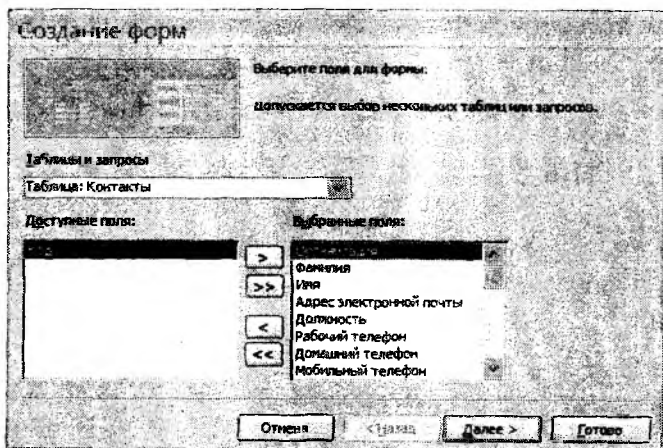 Создание форм
Выберите поля для формы:
Допускается выбор нескольких таблиц или запросов.
Таблицы и запросы
Таблица: Контакты
Доступные поля:
Выбранные поля:
>
>>
<
<<
Фамилия
Имя
Адрес электронной почты
Должность
Рабочий телефон
Домашний телефон
Мобильный телефон
Отмена
< Назад
Далее >
Готово